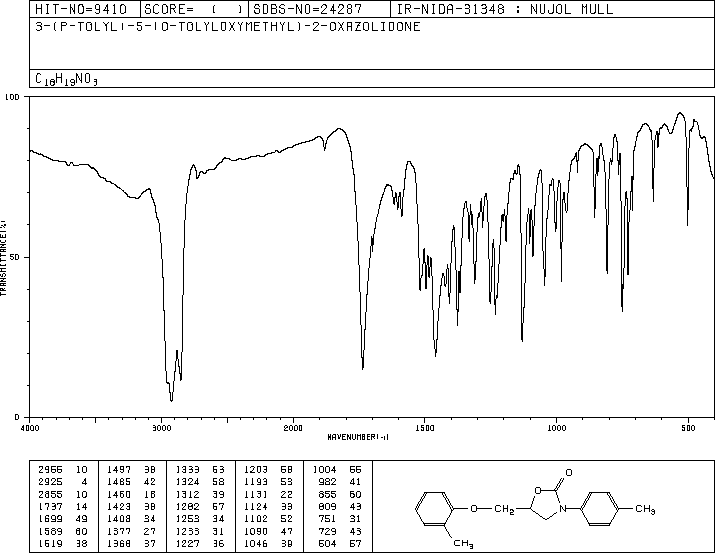 HIT-NO=9410 SCORE= ( ) SDBS-NO=24287 IR-NIDA-31348 : NUJOL MULL
3-(P-TOLYL)-5-(O-TOLYLOXYMETHYL)-2-OXAZOLIDONE
C18H19NO3
100
50
0
TRANSMITTANCE(%)
4000 3000 2000 1500 1000 500
WAVENUMBER(-1)
2966 10 1497 38 1333 63 1203 68 1004 56
2925 4 1485 42 1324 58 1193 53 982 41
2855 10 1460 18 1312 39 1131 22 855 60
1737 14 1423 38 1282 57 1124 33 809 43
1699 49 1408 34 1253 34 1102 52 751 31
1589 60 1377 27 1233 31 1090 47 729 43
1519 38 1368 37 1227 36 1046 39 504 57
O
O
O CH2 N CH3
CH3